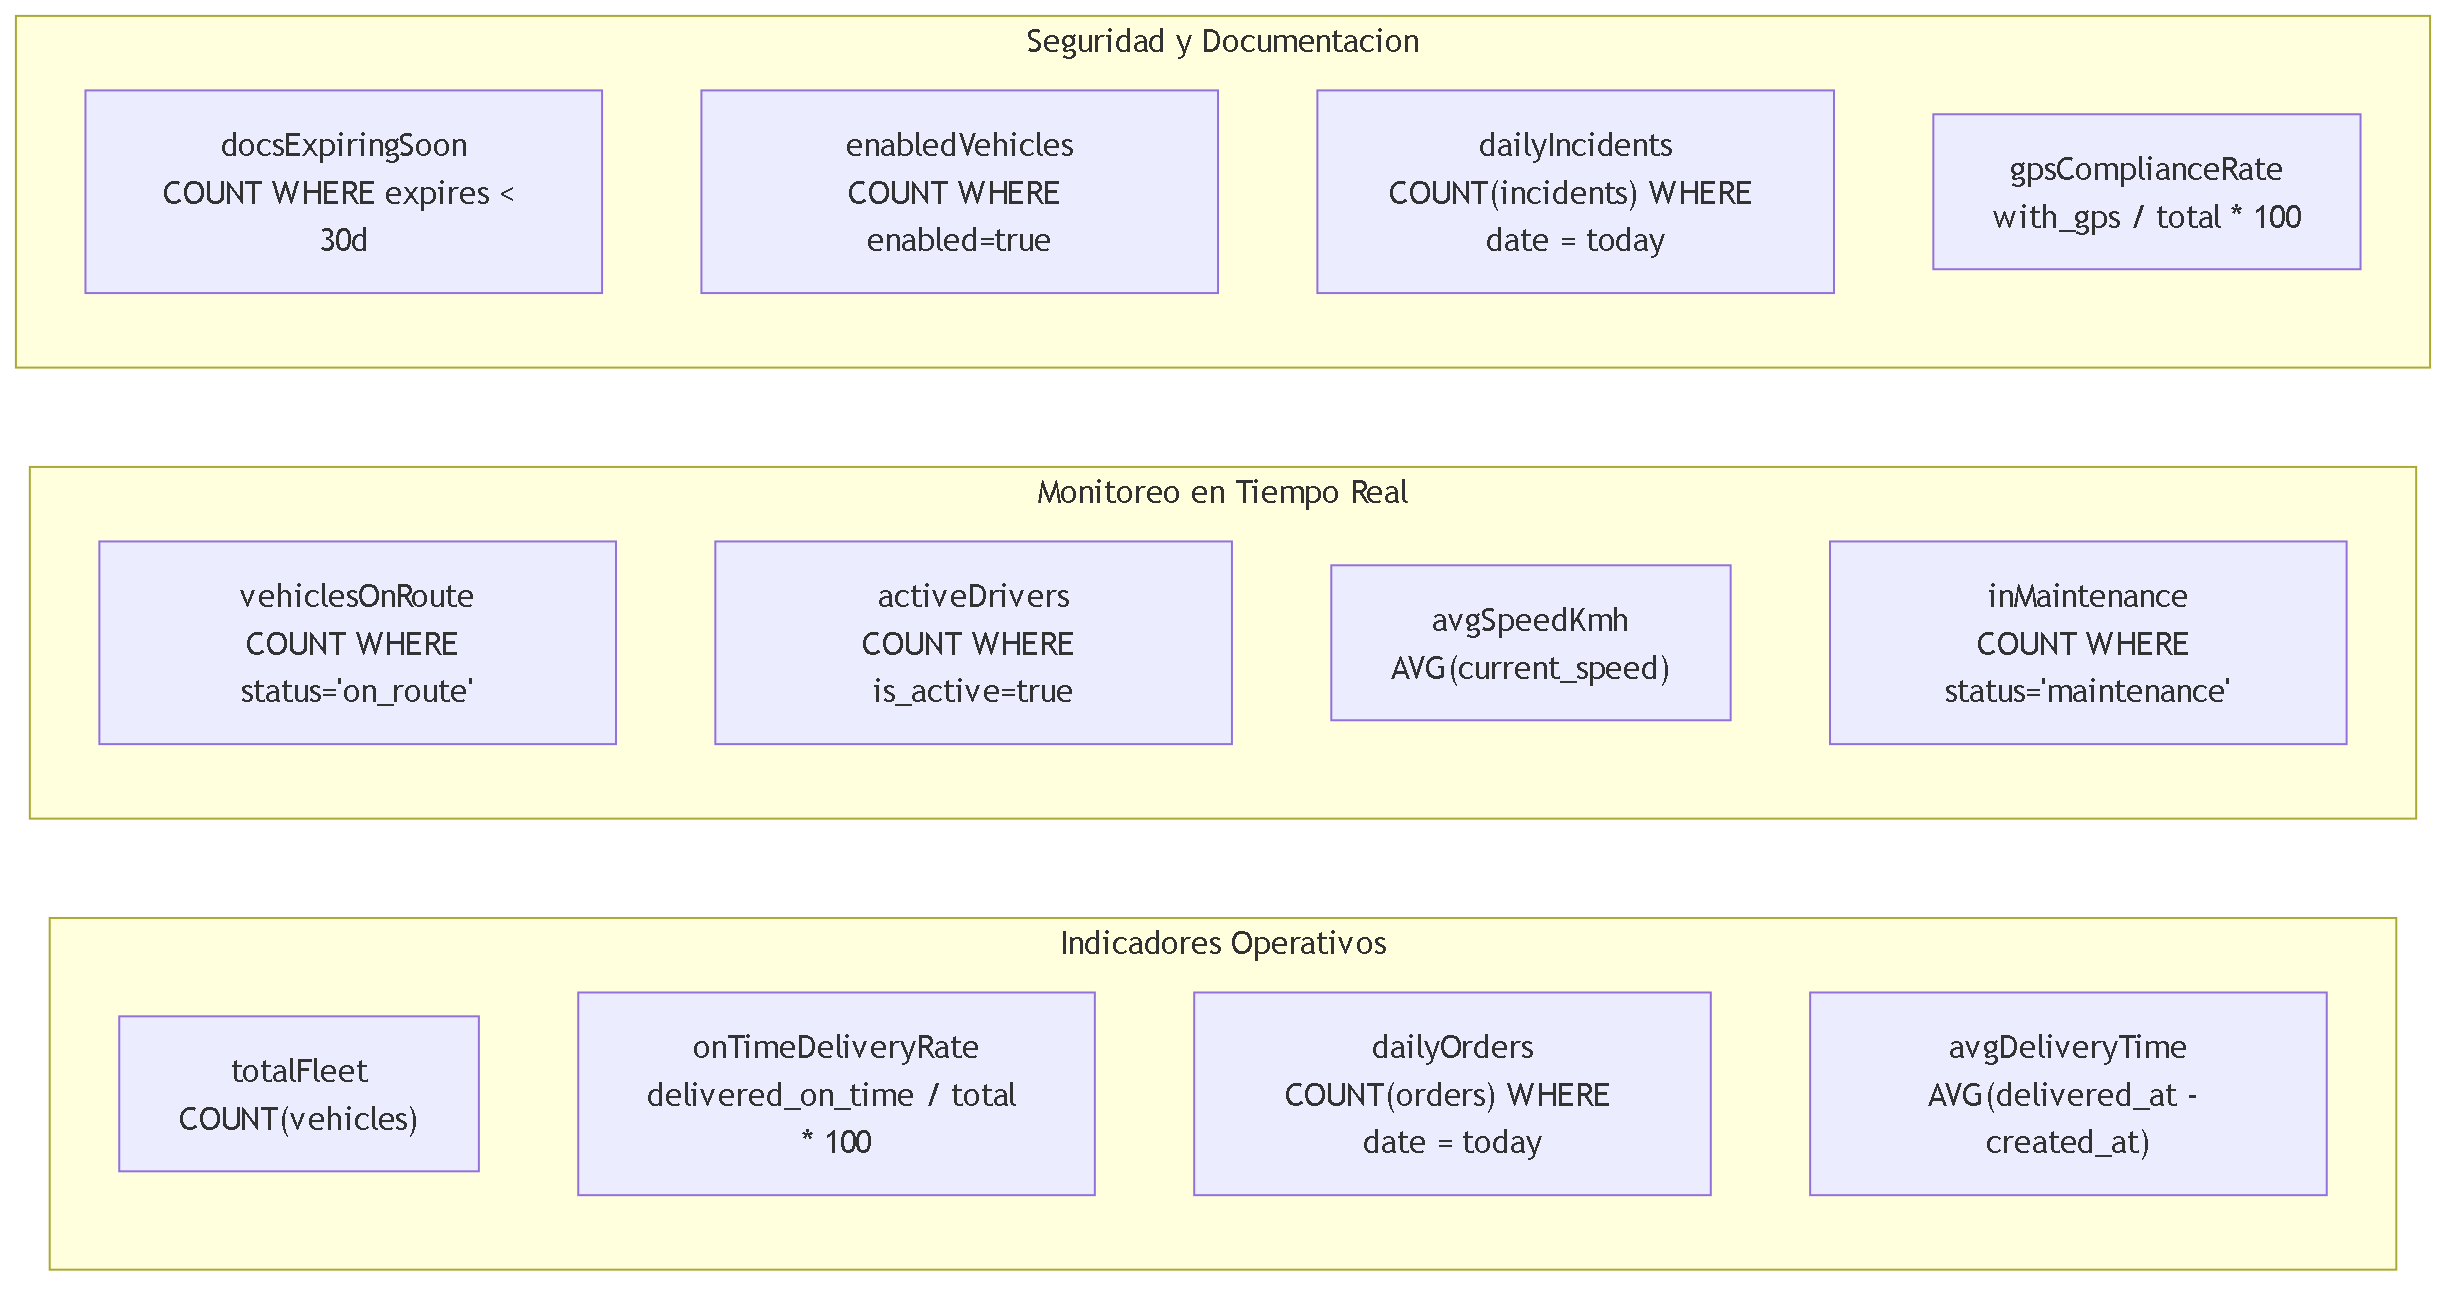 Seguridad y Documentacion
docsExpiringSoon
COUNT WHERE expires <
30d
enabledVehicles
COUNT WHERE
enabled=true
dailyIncidents
COUNT(incidents) WHERE
date = today
gpsComplianceRate
with_gps / total * 100
Monitoreo en Tiempo Real
vehiclesOnRoute
COUNT WHERE
status='on_route'
activeDrivers
COUNT WHERE
is_active=true
avgSpeedKmh
AVG(current_speed)
inMaintenance
COUNT WHERE
status='maintenance'
Indicadores Operativos
totalFleet
COUNT(vehicles)
onTimeDeliveryRate
delivered_on_time / total
* 100
dailyOrders
COUNT(orders) WHERE
date = today
avgDeliveryTime
AVG(delivered_at -
created_at)